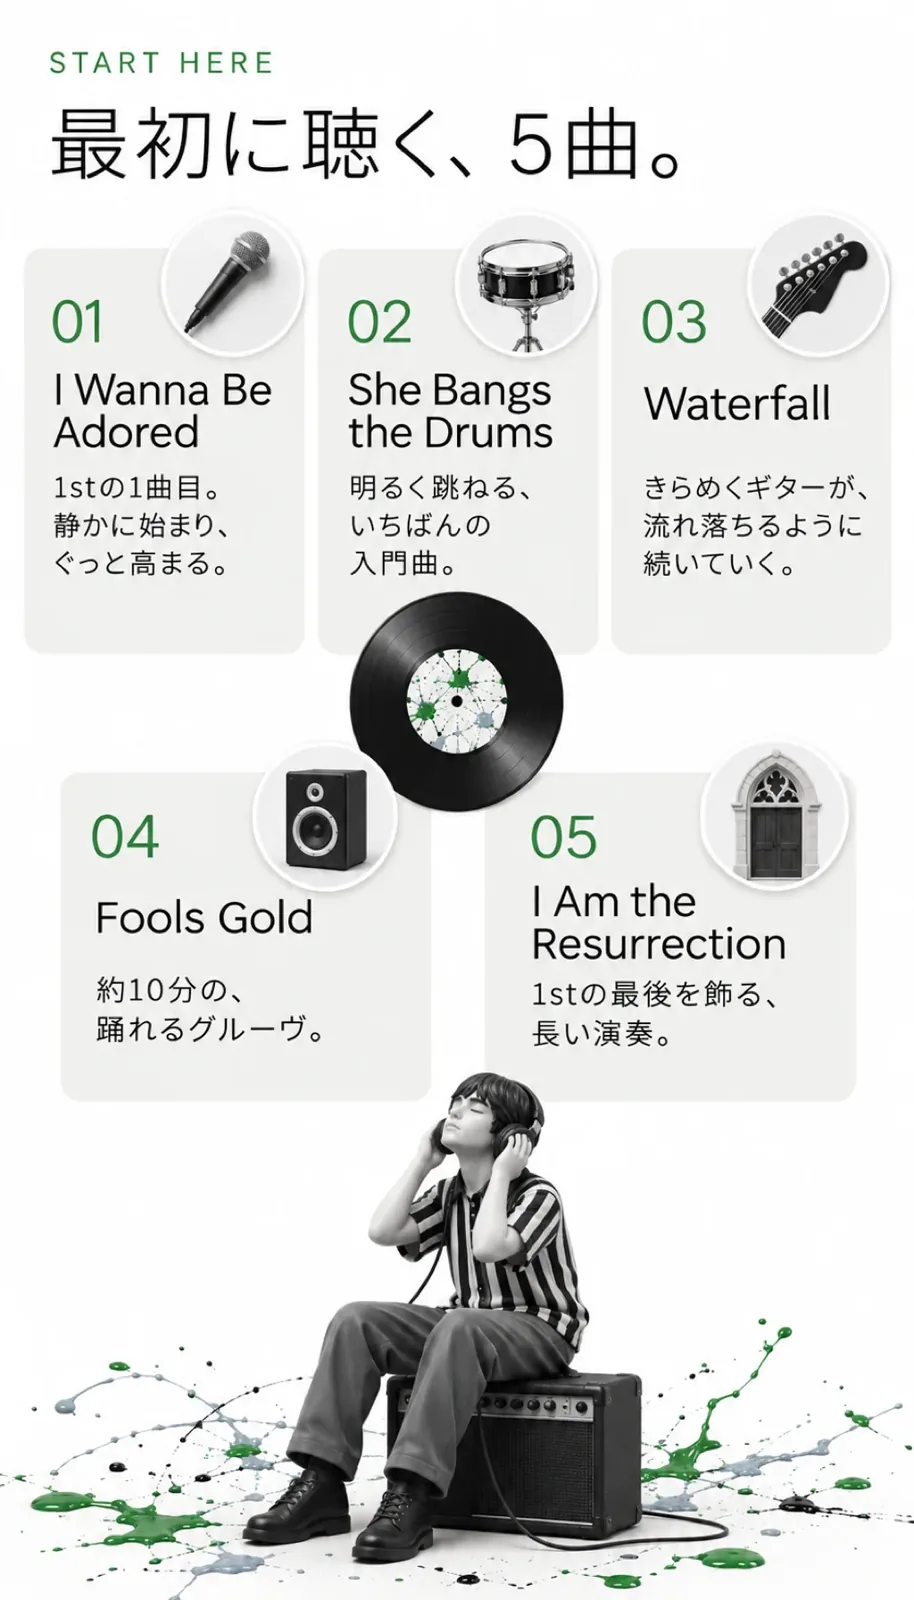 START HERE
最初に聴く、5曲。
01
I Wanna Be
Adored
1stの1曲目。
静かに始まり、
ぐっと高まる。
02
She Bangs
the Drums
明るく跳ねる、
いちばんの
入門曲。
03
Waterfall
きらめくギターが、
流れ落ちるように
続いていく。
04
Fools Gold
約10分の、
踊れるグルーヴ。
05
I Am the
Resurrection
1stの最後を飾る、
長い演奏。